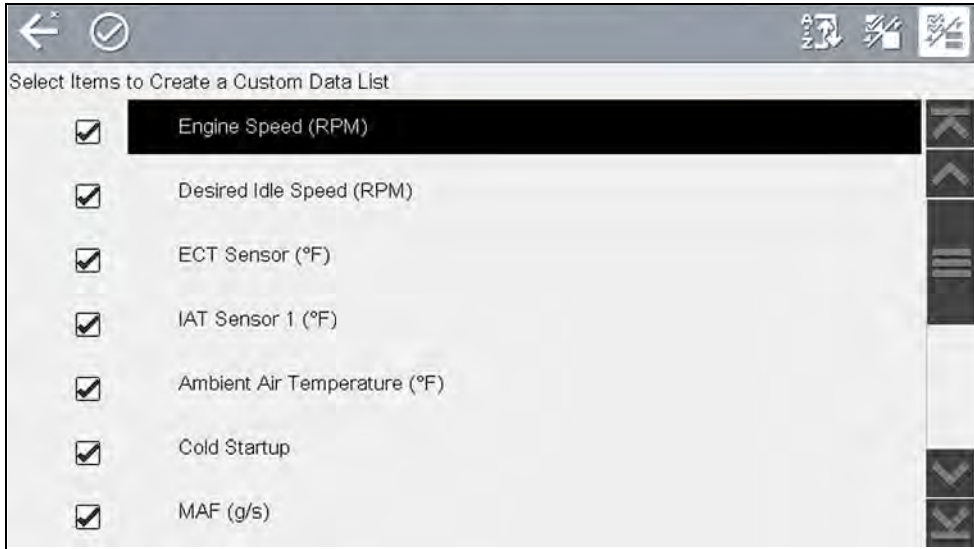 A
Z
Select Items to Create a Custom Data List
Engine Speed (RPM)
Desired Idle Speed (RPM)
ECT Sensor (°F)
IAT Sensor 1 (°F)
Ambient Air Temperature (°F)
Cold Startup
MAF (g/s)